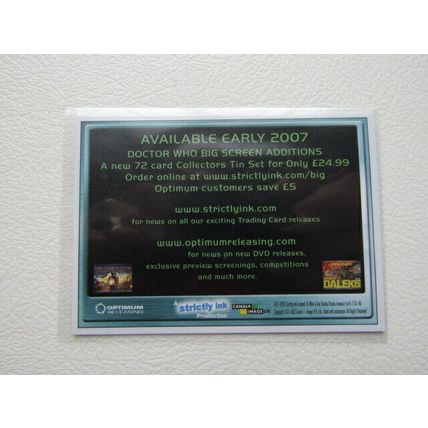 AVAILABLE EARLY 2007
DOCTOR WHO BIG SCREEN ADDITIONS
A new 72 card Collectors Tin Set for Only £24.99
Order online at www.strictlyink.com/big
Optimum customers save £5
www.strictlyink.com
for news on all our exciting Trading Card releases
www.optimumreleasing.com
for news on new DVD releases,
exclusive preview screenings, competitions
and much more.
DALEKS
OPTIMUM
RELEASING
strictly ink
Production
CANAL+
IMAGE UK